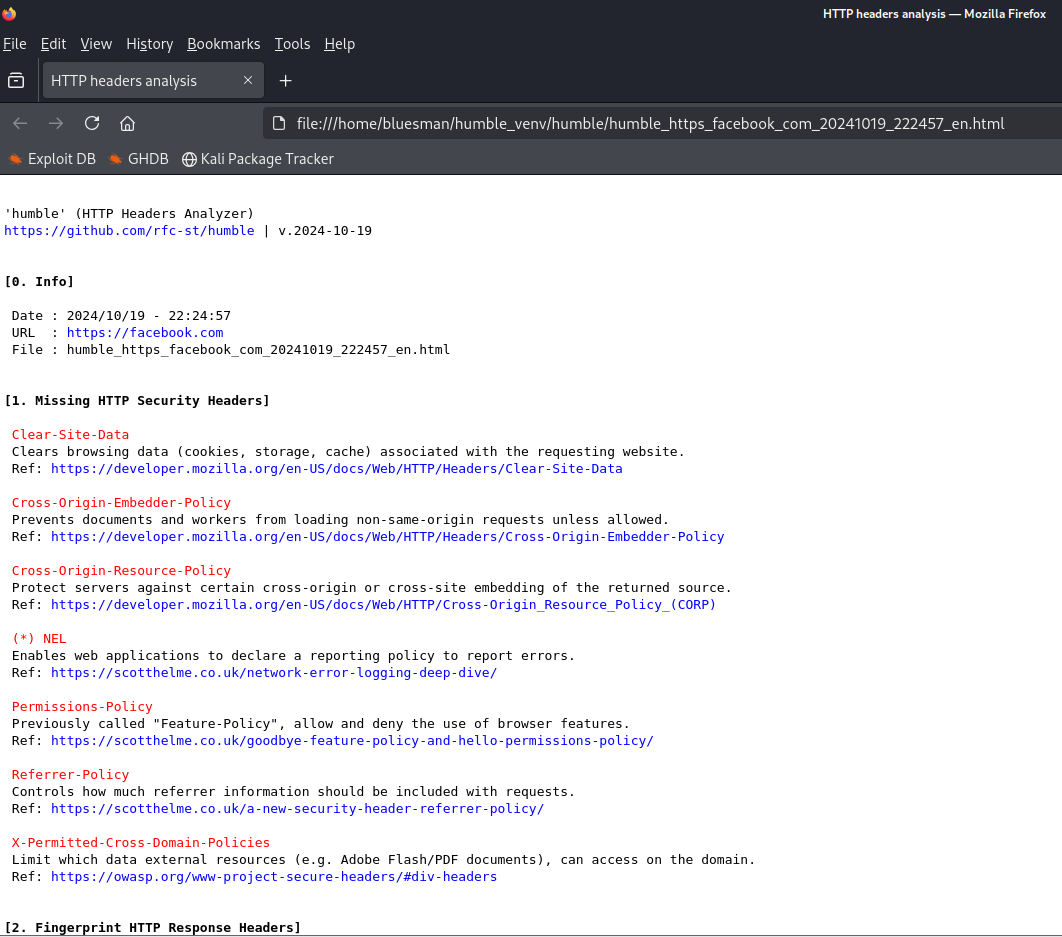 HTTP headers analysis — Mozilla Firefox
File Edit View History Bookmarks Tools Help
HTTP headers analysis
file:///home/bluesman/humble_venv/humble/humble_https_facebook_com_20241019_222457_en.html
Exploit DB GHDB Kali Package Tracker
'humble' (HTTP Headers Analyzer)
https://github.com/rfc-st/humble | v.2024-10-19
[0. Info]
Date : 2024/10/19 - 22:24:57
URL  : https://facebook.com
File : humble_https_facebook_com_20241019_222457_en.html
[1. Missing HTTP Security Headers]
Clear-Site-Data
Clears browsing data (cookies, storage, cache) associated with the requesting website.
Ref: https://developer.mozilla.org/en-US/docs/Web/HTTP/Headers/Clear-Site-Data
Cross-Origin-Embedder-Policy
Prevents documents and workers from loading non-same-origin requests unless allowed.
Ref: https://developer.mozilla.org/en-US/docs/Web/HTTP/Headers/Cross-Origin-Embedder-Policy
Cross-Origin-Resource-Policy
Protect servers against certain cross-origin or cross-site embedding of the returned source.
Ref: https://developer.mozilla.org/en-US/docs/Web/HTTP/Cross-Origin_Resource_Policy_(CORP)
(*) NEL
Enables web applications to declare a reporting policy to report errors.
Ref: https://scotthelme.co.uk/network-error-logging-deep-dive/
Permissions-Policy
Previously called "Feature-Policy", allow and deny the use of browser features.
Ref: https://scotthelme.co.uk/goodbye-feature-policy-and-hello-permissions-policy/
Referrer-Policy
Controls how much referrer information should be included with requests.
Ref: https://scotthelme.co.uk/a-new-security-header-referrer-policy/
X-Permitted-Cross-Domain-Policies
Limit which data external resources (e.g. Adobe Flash/PDF documents), can access on the domain.
Ref: https://owasp.org/www-project-secure-headers/#div-headers
[2. Fingerprint HTTP Response Headers]